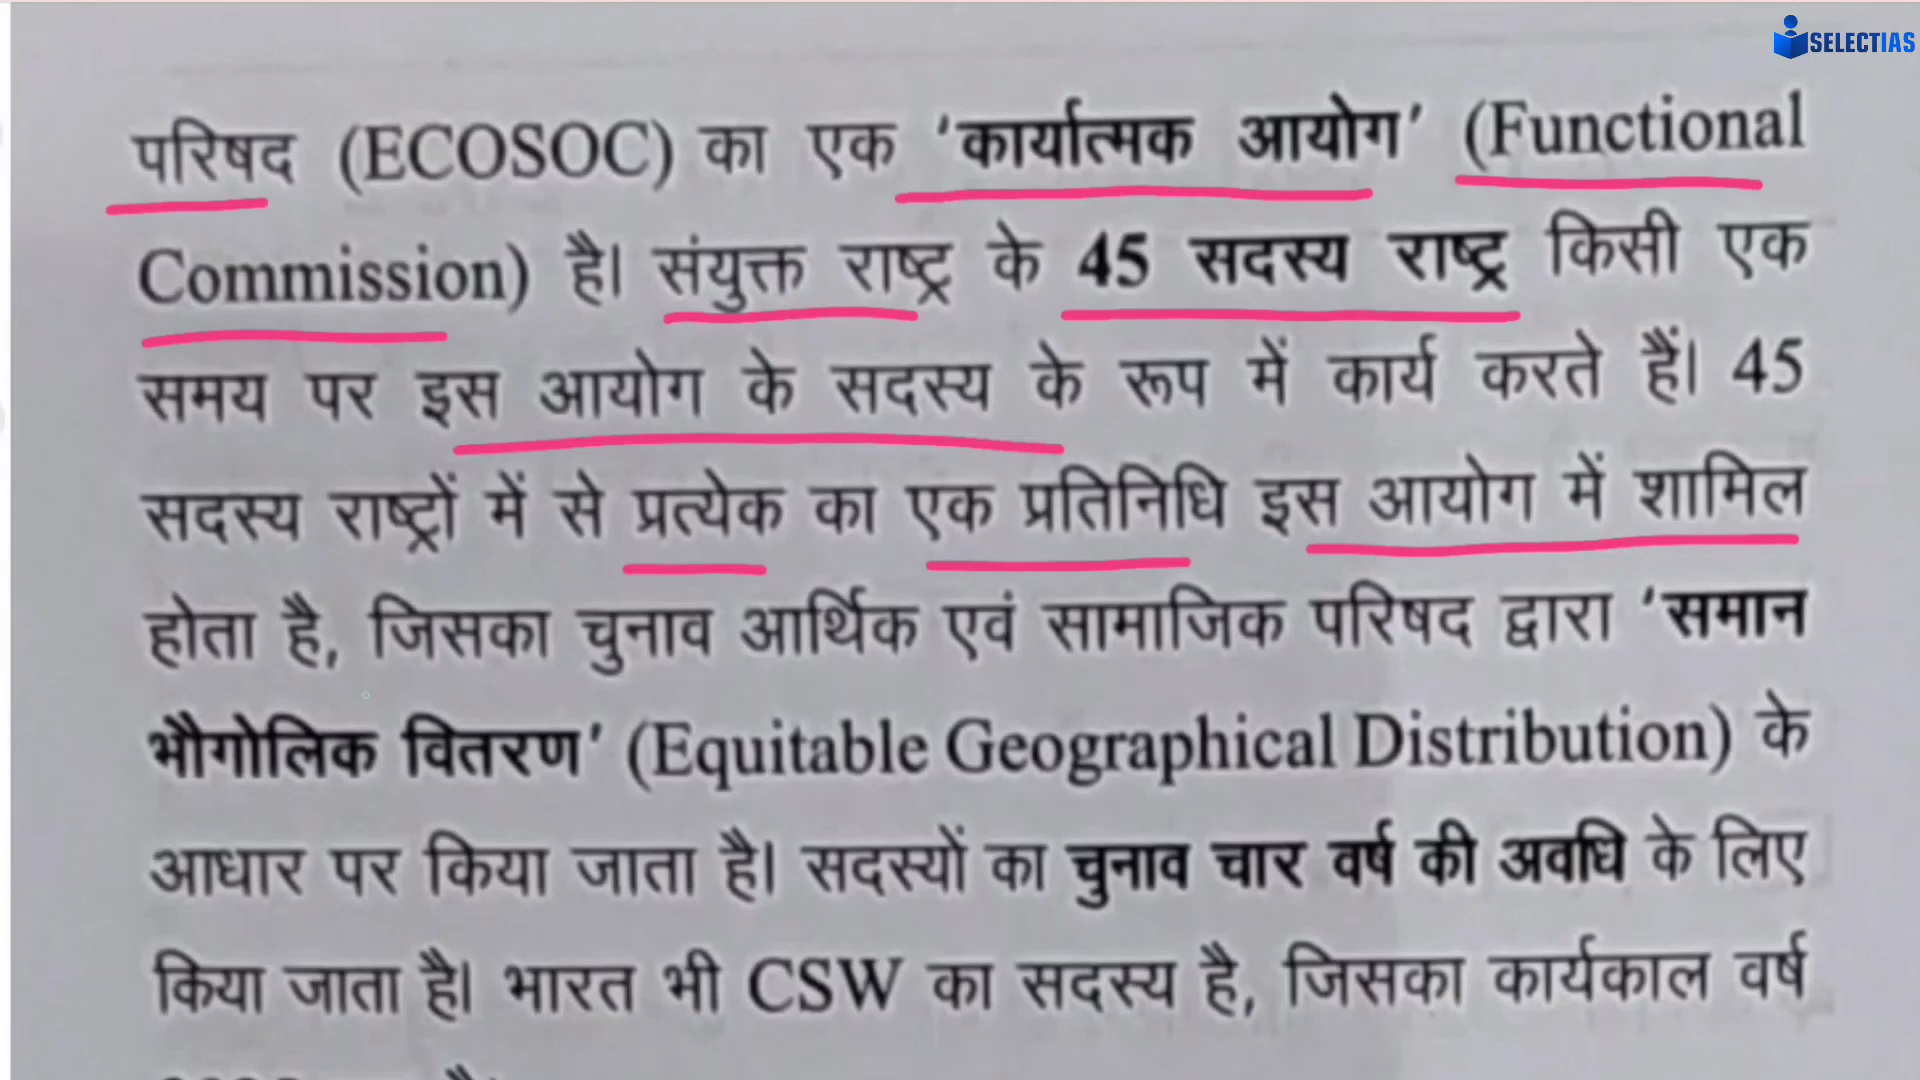 SELECTIAS
परिषद (ECOSOC) का एक ‘कार्यात्मक आयोग’ (Functional
Commission) है। संयुक्त राष्ट्र के 45 सदस्य राष्ट्र किसी एक
समय पर इस आयोग के सदस्य के रूप में कार्य करते हैं। 45
सदस्य राष्ट्रों में से प्रत्येक का एक प्रतिनिधि इस आयोग में शामिल
होता है, जिसका चुनाव आर्थिक एवं सामाजिक परिषद द्वारा ‘समान
भौगोलिक वितरण’ (Equitable Geographical Distribution) के
आधार पर किया जाता है। सदस्यों का चुनाव चार वर्ष की अवधि के लिए
किया जाता है। भारत भी CSW का सदस्य है, जिसका कार्यकाल वर्ष